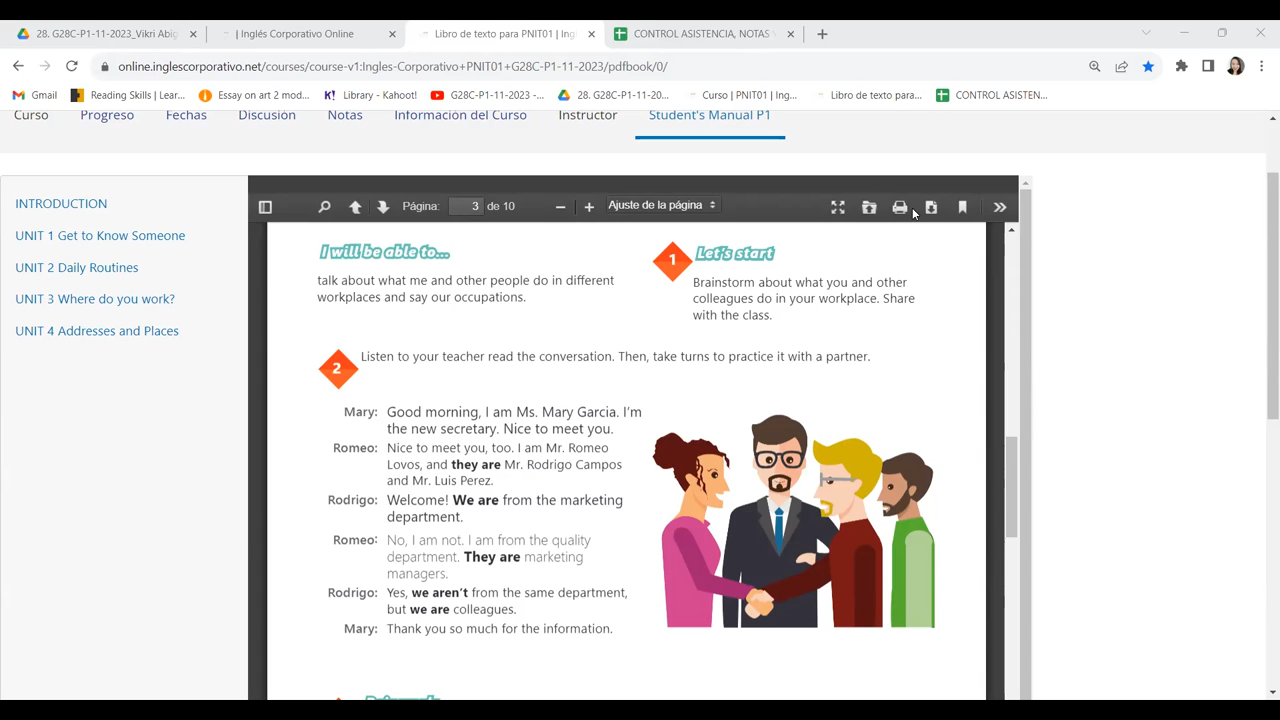 28. G28C-P1-11-2023_Vikri Abig
| Inglés Corporativo Online
Libro de texto para PNIT01 | Ing
CONTROL ASISTENCIA, NOTAS
online.inglescorporativo.net/courses/course-v1:Ingles-Corporativo+PNIT01+G28C-P1-11-2023/pdfbook/0/
Gmail
Reading Skills | Lear...
Essay on art 2 mod...
Library - Kahoot!
G28C-P1-11-2023 -...
28. G28C-P1-11-20...
Curso | PNIT01 | Ing...
Libro de texto para...
CONTROL ASISTEN...
Curso
Progreso
Fechas
Discusión
Notas
Información del Curso
Instructor
Student's Manual P1
INTRODUCTION
UNIT 1 Get to Know Someone
UNIT 2 Daily Routines
UNIT 3 Where do you work?
UNIT 4 Addresses and Places
Página: 3 de 10
Ajuste de la página
I will be able to...
talk about what me and other people do in different
workplaces and say our occupations.
1
Let's start
Brainstorm about what you and other
colleagues do in your workplace. Share
with the class.
2
Listen to your teacher read the conversation. Then, take turns to practice it with a partner.
Mary: Good morning, I am Ms. Mary Garcia. I'm
the new secretary. Nice to meet you.
Romeo: Nice to meet you, too. I am Mr. Romeo
Lovos, and they are Mr. Rodrigo Campos
and Mr. Luis Perez.
Rodrigo: Welcome! We are from the marketing
department.
Romeo: No, I am not. I am from the quality
department. They are marketing
managers.
Rodrigo: Yes, we aren't from the same department,
but we are colleagues.
Mary: Thank you so much for the information.